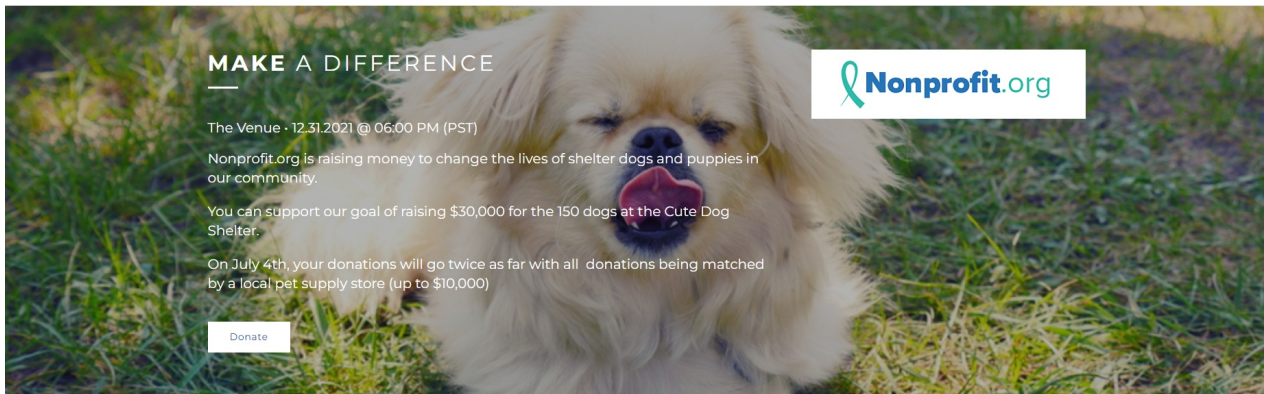 MAKE A DIFFERENCE
Nonprofit.org
The Venue • 12.31.2021 @ 06:00 PM (PST)
Nonprofit.org is raising money to change the lives of shelter dogs and puppies in
our community.
You can support our goal of raising $30,000 for the 150 dogs at the Cute Dog
Shelter.
On July 4th, your donations will go twice as far with all  donations being matched
by a local pet supply store (up to $10,000)
Donate